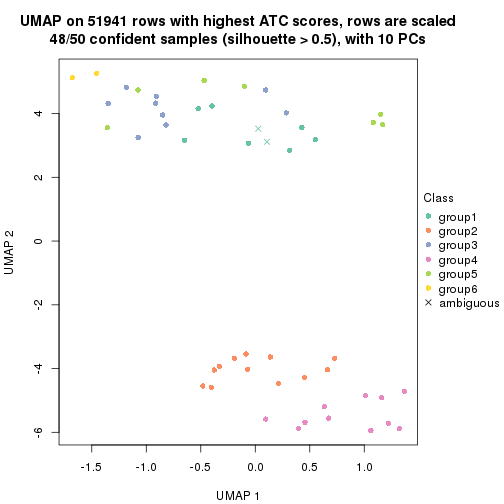 UMAP on 51941 rows with highest ATC scores, rows are scaled
48/50 confident samples (silhouette > 0.5), with 10 PCs
4
2
0
-2
-4
-6
UMAP 2
-1.5 -1.0 -0.5 0.0 0.5 1.0
UMAP 1
Class
group1
group2
group3
group4
group5
group6
ambiguous